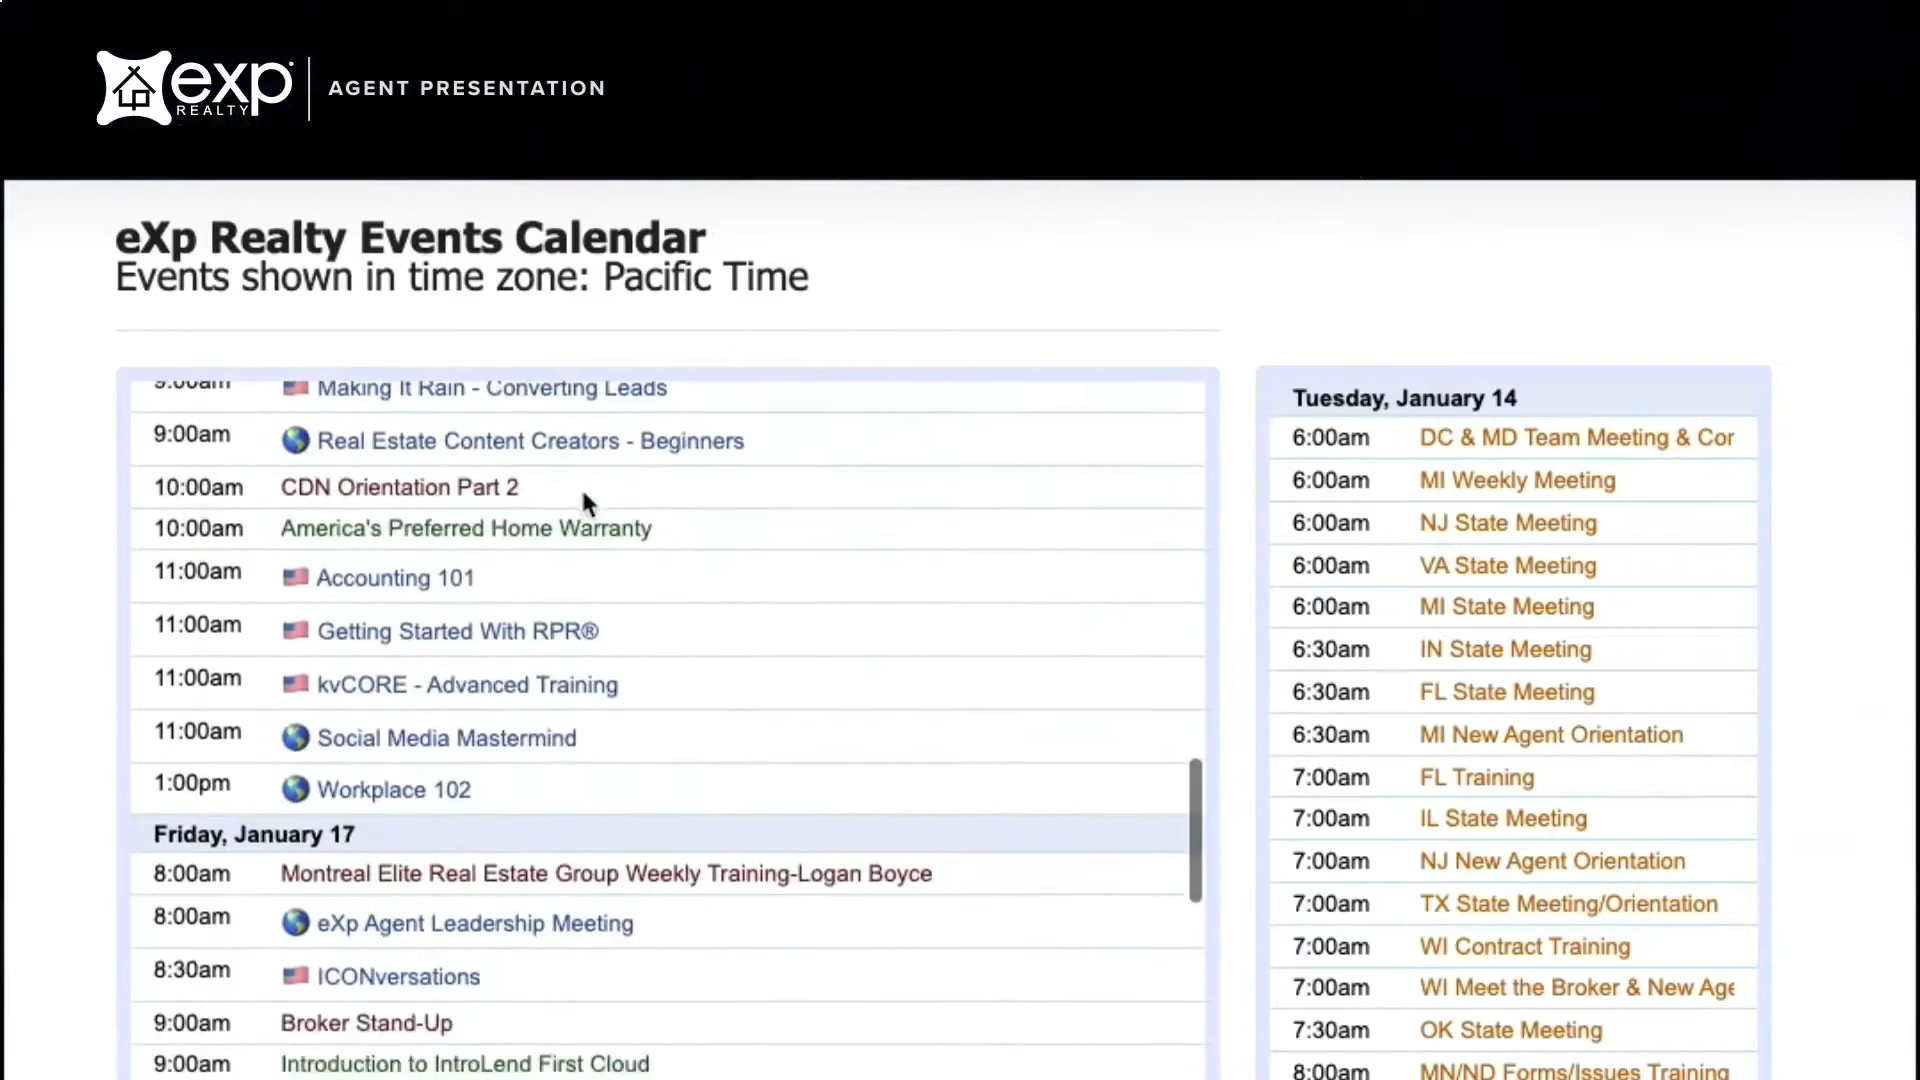 exp
REALTY
AGENT PRESENTATION
eXp Realty Events Calendar
Events shown in time zone: Pacific Time
9:00am Making It Rain - Converting Leads
9:00am Real Estate Content Creators - Beginners
10:00am CDN Orientation Part 2
10:00am America's Preferred Home Warranty
11:00am Accounting 101
11:00am Getting Started With RPR®
11:00am kvCORE - Advanced Training
11:00am Social Media Mastermind
1:00pm Workplace 102
Friday, January 17
8:00am Montreal Elite Real Estate Group Weekly Training-Logan Boyce
8:00am eXp Agent Leadership Meeting
8:30am ICONversations
9:00am Broker Stand-Up
9:00am Introduction to IntroLend First Cloud
Tuesday, January 14
6:00am DC & MD Team Meeting & Cor
6:00am MI Weekly Meeting
6:00am NJ State Meeting
6:00am VA State Meeting
6:00am MI State Meeting
6:30am IN State Meeting
6:30am FL State Meeting
6:30am MI New Agent Orientation
7:00am FL Training
7:00am IL State Meeting
7:00am NJ New Agent Orientation
7:00am TX State Meeting/Orientation
7:00am WI Contract Training
7:00am WI Meet the Broker & New Age
7:30am OK State Meeting
8:00am MN/ND Forms/Issues Training